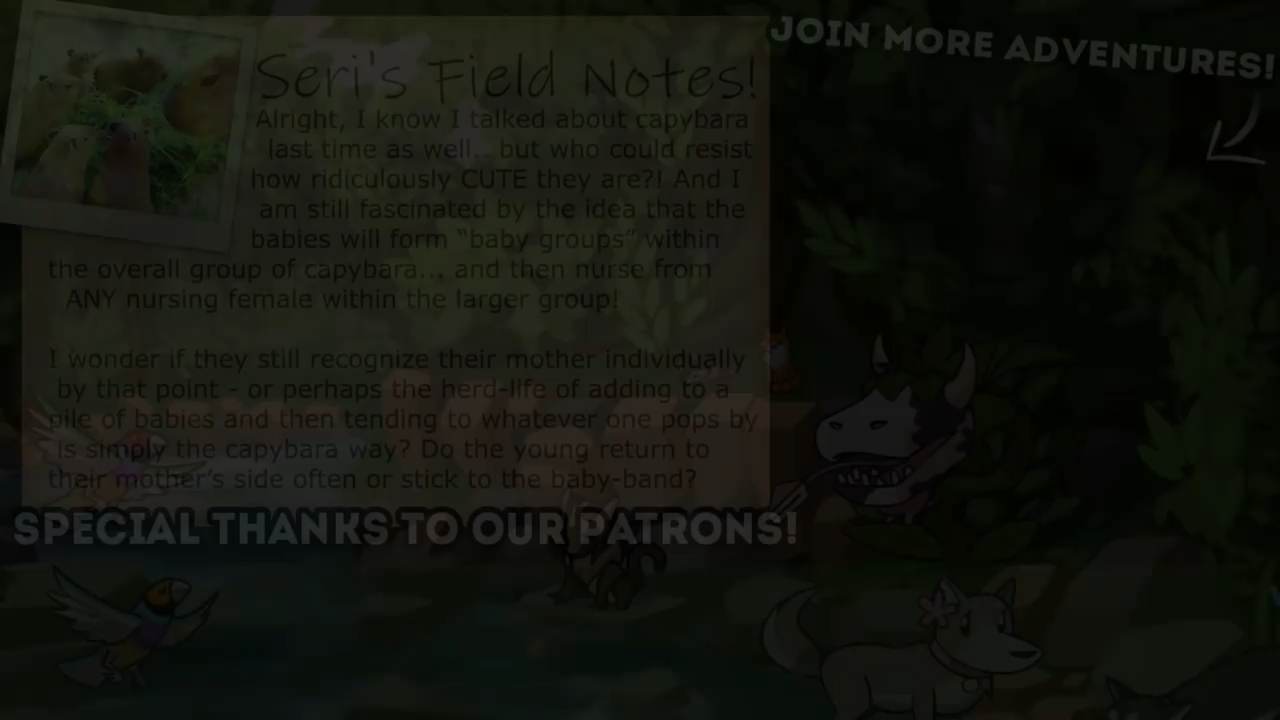 JOIN MORE ADVENTURES!
Seri's Field Notes!
Alright, I know I talked about capybara
last time as well... but who could resist
how ridiculously CUTE they are?! And I
am still fascinated by the idea that the
babies will form “baby groups” within
the overall group of capybara... and then nurse from
ANY nursing female within the larger group!
I wonder if they still recognize their mother individually
by that point - or perhaps the herd-life of adding to a
pile of babies and then tending to whatever one pops by
is simply the capybara way? Do the young return to
their mother’s side often or stick to the baby-band?
SPECIAL THANKS TO OUR PATRONS!